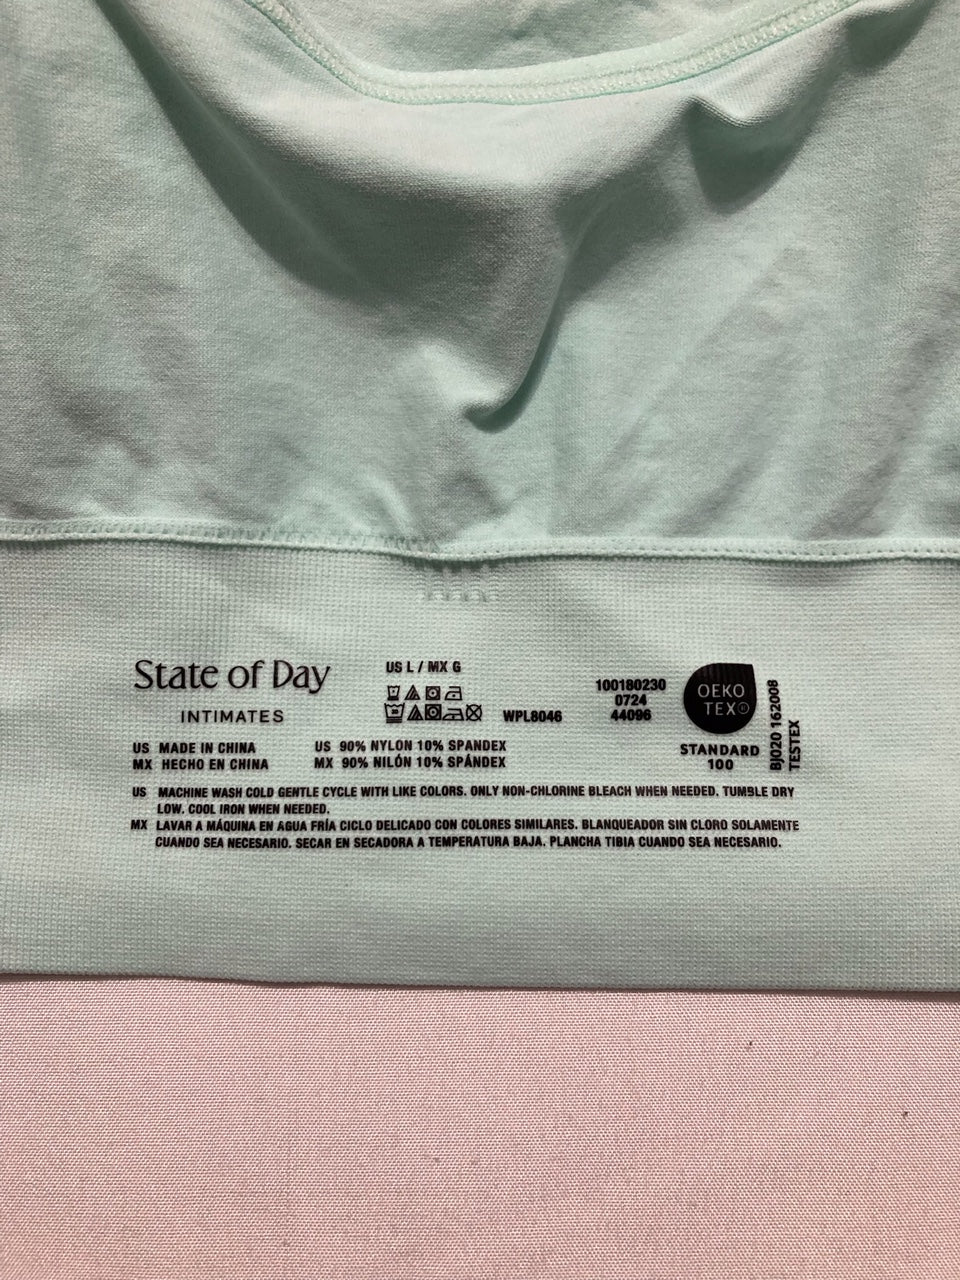 State of Day
INTIMATES
US L / MX G
WPL8046
100180230
0724
44096
OEKO
TEX®
STANDARD
100
BJ020 162008
TESTEX
US MADE IN CHINA
MX HECHO EN CHINA
US 90% NYLON 10% SPANDEX
MX 90% NILÓN 10% SPÁNDEX
US MACHINE WASH COLD GENTLE CYCLE WITH LIKE COLORS. ONLY NON-CHLORINE BLEACH WHEN NEEDED. TUMBLE DRY
LOW. COOL IRON WHEN NEEDED.
MX LAVAR A MÁQUINA EN AGUA FRÍA CICLO DELICADO CON COLORES SIMILARES. BLANQUEADOR SIN CLORO SOLAMENTE
CUANDO SEA NECESARIO. SECAR EN SECADORA A TEMPERATURA BAJA. PLANCHA TIBIA CUANDO SEA NECESARIO.